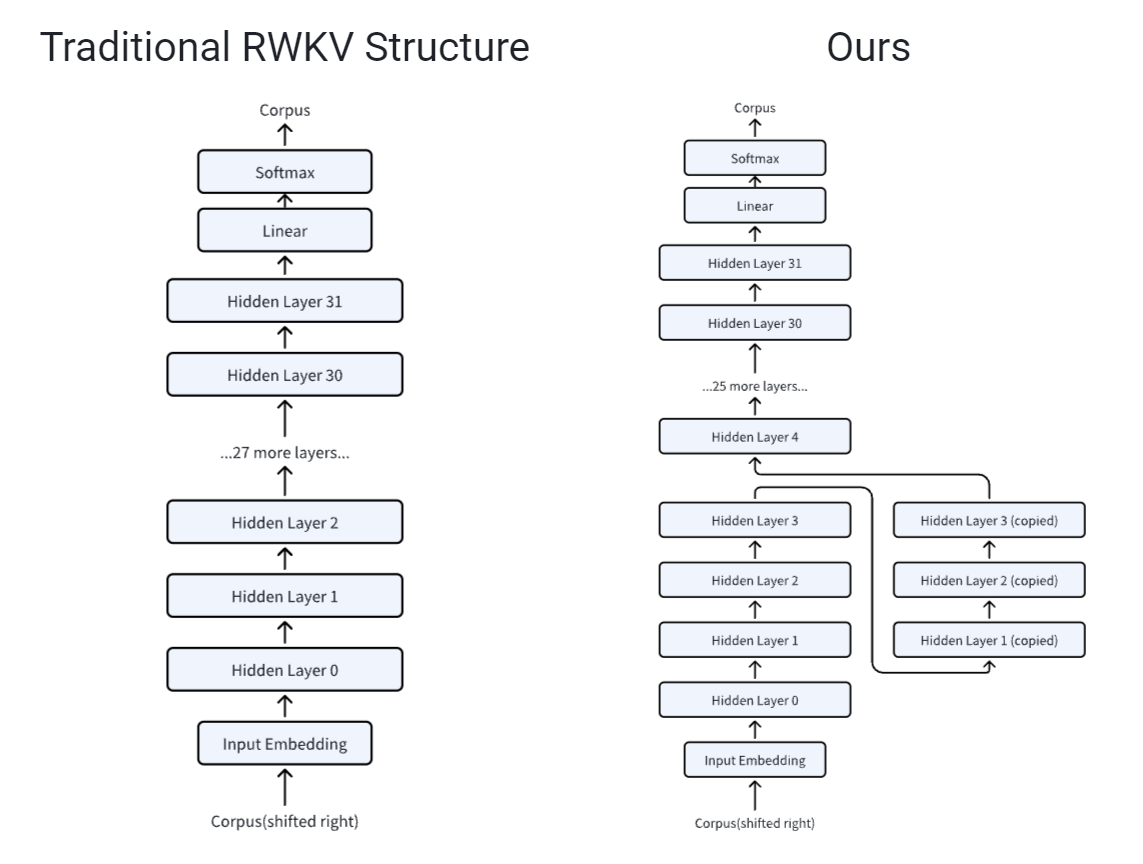 Traditional RWKV Structure
Corpus
Softmax
Linear
Hidden Layer 31
Hidden Layer 30
...27 more layers...
Hidden Layer 2
Hidden Layer 1
Hidden Layer 0
Input Embedding
Corpus(shifted right)
Ours
Corpus
Softmax
Linear
Hidden Layer 31
Hidden Layer 30
...25 more layers...
Hidden Layer 4
Hidden Layer 3
Hidden Layer 2
Hidden Layer 1
Hidden Layer 0
Input Embedding
Corpus(shifted right)
Hidden Layer 3 (copied)
Hidden Layer 2 (copied)
Hidden Layer 1 (copied)